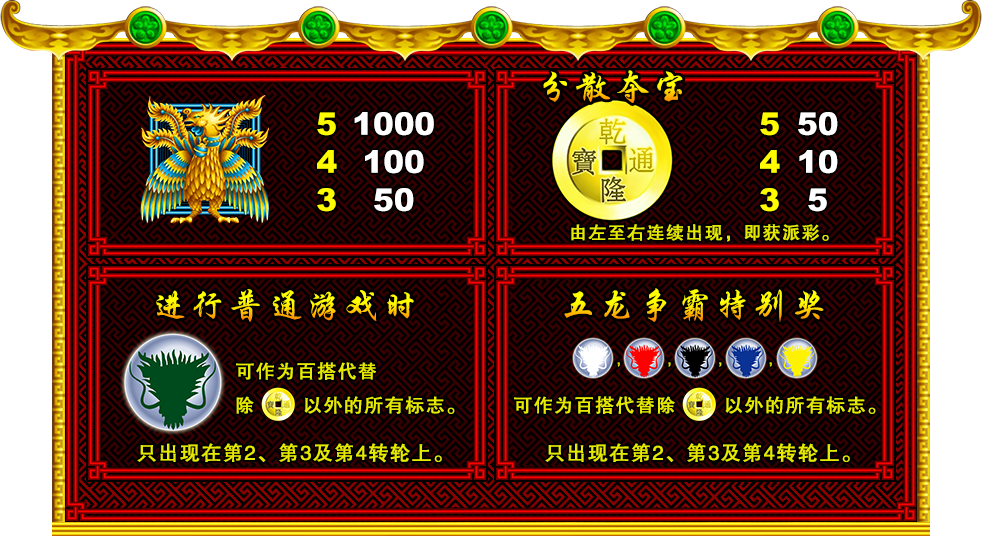 5 1000
4 100
3 50
分散夺宝
乾
寶 通
隆
5 50
4 10
3 5
由左至右连续出现，即获派彩。
进行普通游戏时
可作为百搭代替
除 以外的所有标志。
只出现在第2、第3及第4转轮上。
五龙争霸特别奖
, , , ,
可作为百搭代替除 以外的所有标志。
只出现在第2、第3及第4转轮上。